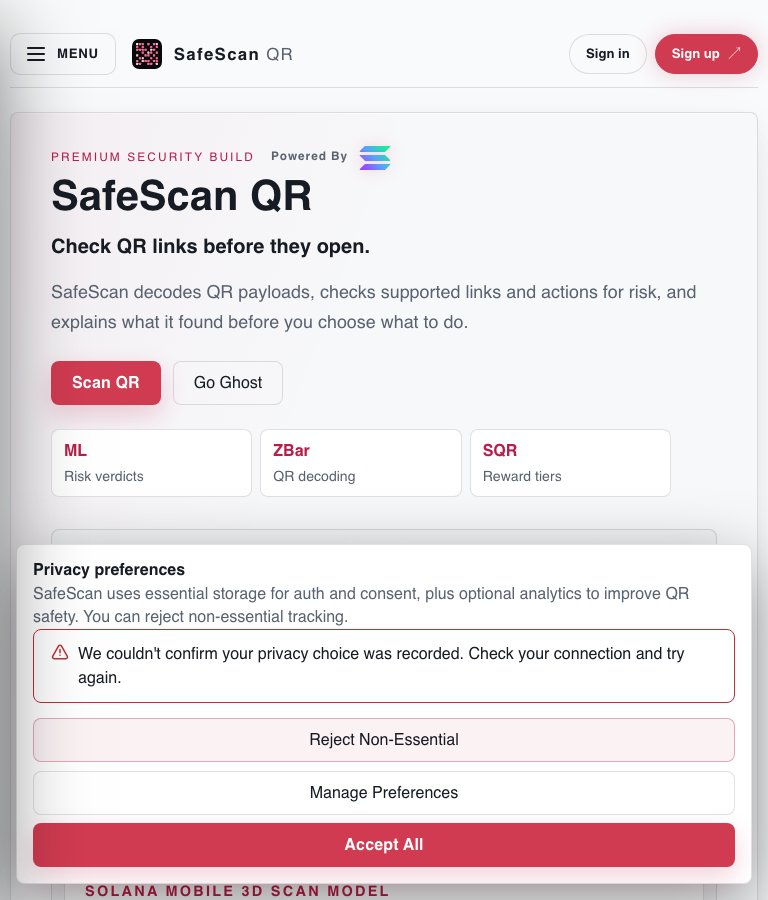 MENU
SafeScan QR
Sign in
Sign up
PREMIUM SECURITY BUILD
Powered By
SafeScan QR
Check QR links before they open.
SafeScan decodes QR payloads, checks supported links and actions for risk, and
explains what it found before you choose what to do.
Scan QR
Go Ghost
ML
Risk verdicts
ZBar
QR decoding
SQR
Reward tiers
Privacy preferences
SafeScan uses essential storage for auth and consent, plus optional analytics to improve QR
safety. You can reject non-essential tracking.
We couldn't confirm your privacy choice was recorded. Check your connection and try
again.
Reject Non-Essential
Manage Preferences
Accept All
SOLANA MOBILE 3D SCAN MODEL